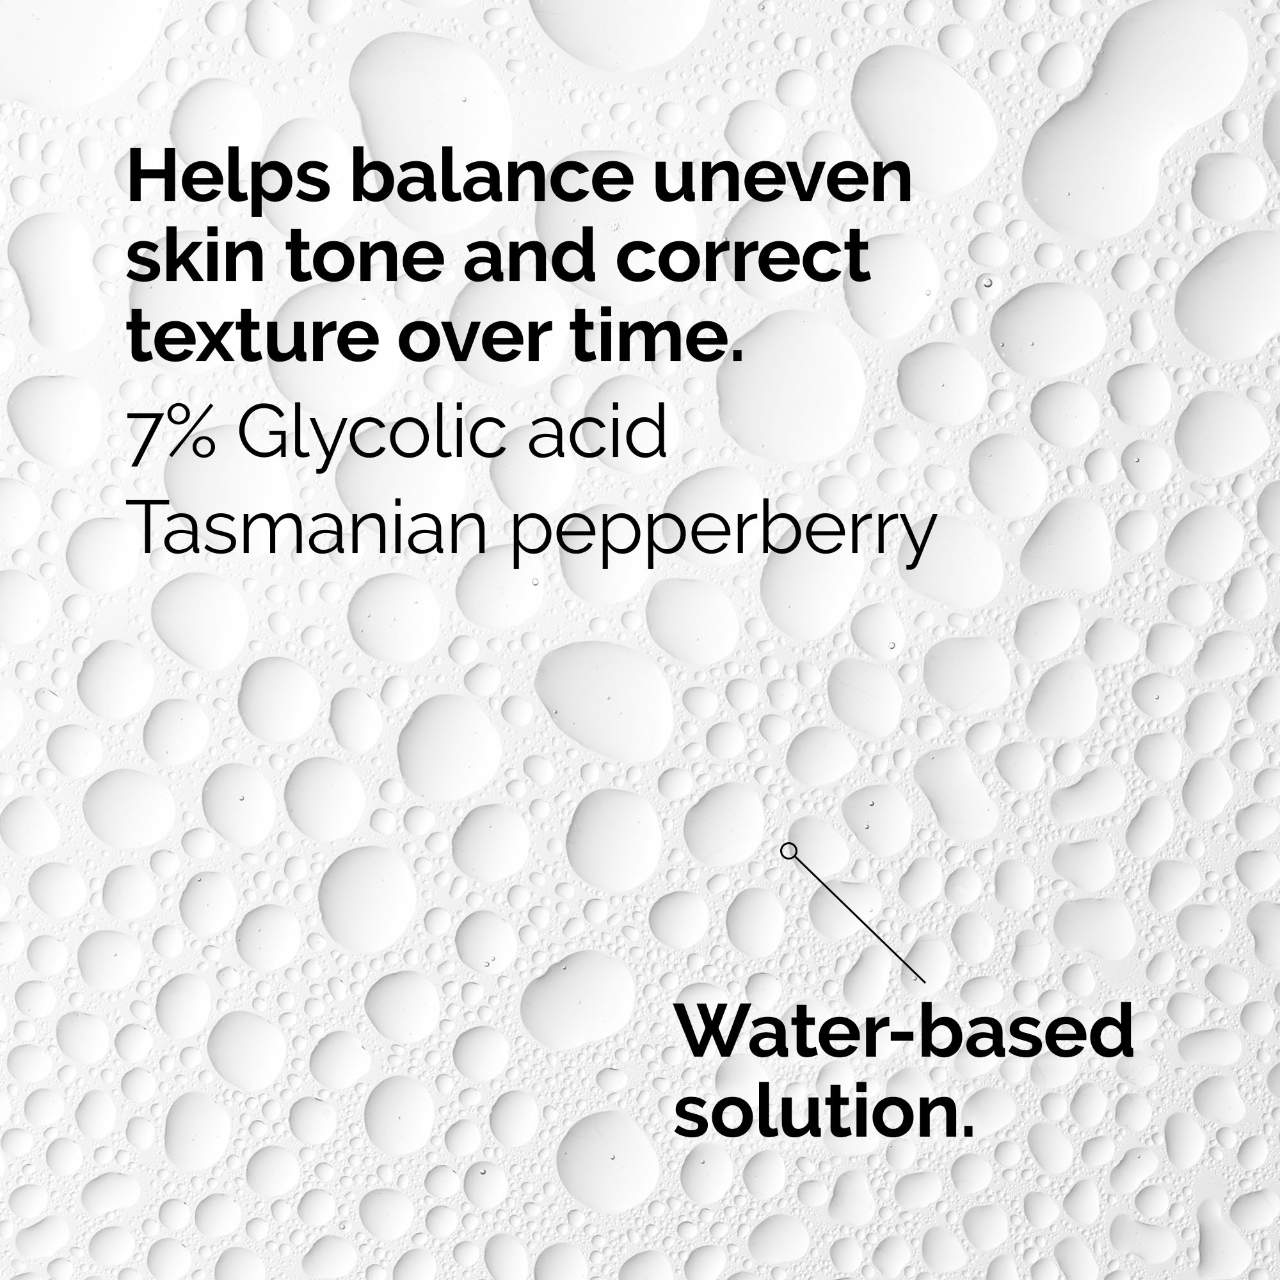 Helps balance uneven
skin tone and correct
texture over time.
7% Glycolic acid
Tasmanian pepperberry
Water-based
solution.